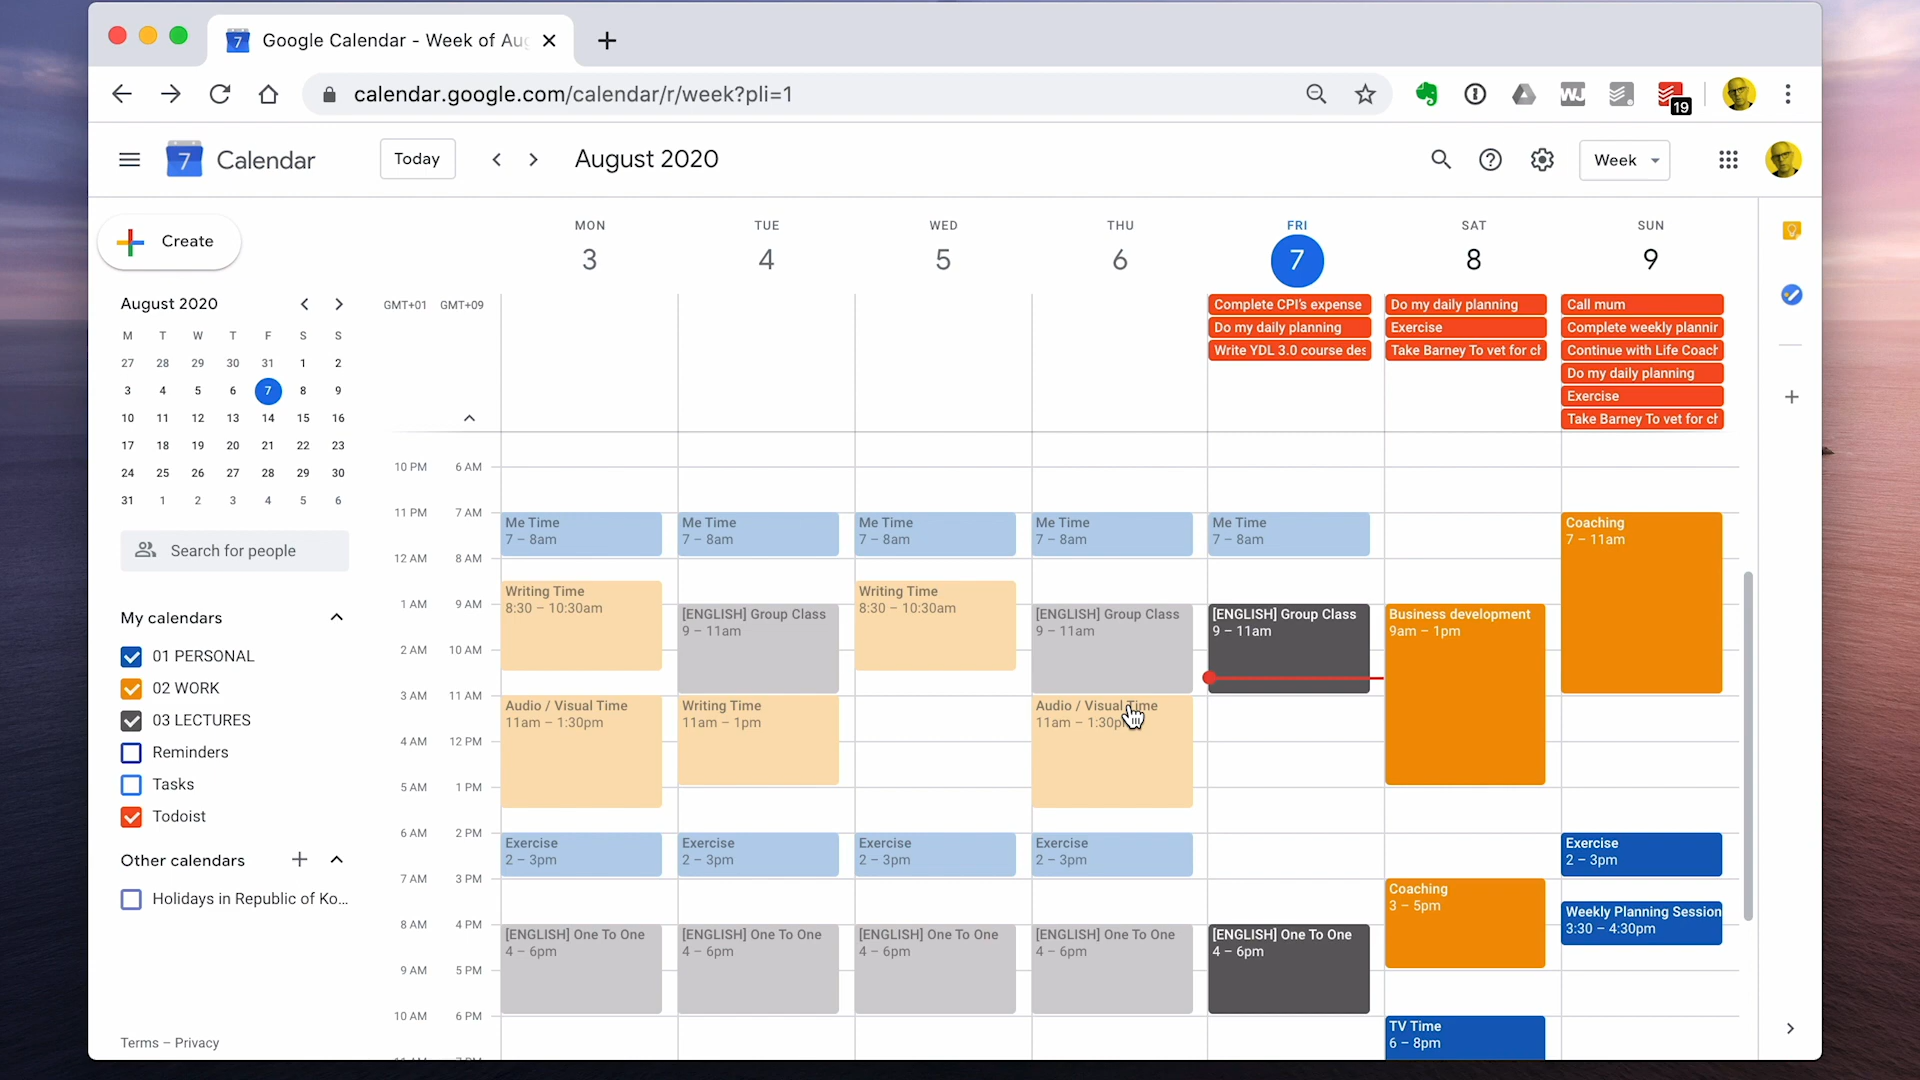 7 Google Calendar - Week of Aug
calendar.google.com/calendar/r/week?pli=1
WJ
19
7 Calendar
Today
August 2020
Week
Create
MON TUE WED THU FRI SAT SUN
3 4 5 6 7 8 9
August 2020
M T W T F S S
27 28 29 30 31 1 2
3 4 5 6 7 8 9
10 11 12 13 14 15 16
17 18 19 20 21 22 23
24 25 26 27 28 29 30
31 1 2 3 4 5 6
Search for people
My calendars
01 PERSONAL
02 WORK
03 LECTURES
Reminders
Tasks
Todoist
Other calendars
Holidays in Republic of Ko...
Terms – Privacy
GMT+01 GMT+09
Complete CPI's expense
Do my daily planning
Write YDL 3.0 course des
Do my daily planning
Exercise
Take Barney To vet for ch
Call mum
Complete weekly plannin
Continue with Life Coach
Do my daily planning
Exercise
Take Barney To vet for ch
10 PM 6 AM
11 PM 7 AM
12 AM 8 AM
1 AM 9 AM
2 AM 10 AM
3 AM 11 AM
4 AM 12 PM
5 AM 1 PM
6 AM 2 PM
7 AM 3 PM
8 AM 4 PM
9 AM 5 PM
10 AM 6 PM
Me Time
7 – 8am
Writing Time
8:30 – 10:30am
Audio / Visual Time
11am – 1:30pm
Exercise
2 – 3pm
[ENGLISH] One To One
4 – 6pm
Me Time
7 – 8am
[ENGLISH] Group Class
9 – 11am
Writing Time
11am – 1pm
Exercise
2 – 3pm
[ENGLISH] One To One
4 – 6pm
Me Time
7 – 8am
Writing Time
8:30 – 10:30am
Exercise
2 – 3pm
[ENGLISH] One To One
4 – 6pm
Me Time
7 – 8am
[ENGLISH] Group Class
9 – 11am
Audio / Visual Time
11am – 1:30p
Exercise
2 – 3pm
[ENGLISH] One To One
4 – 6pm
Me Time
7 – 8am
[ENGLISH] Group Class
9 – 11am
[ENGLISH] One To One
4 – 6pm
Business development
9am – 1pm
Coaching
3 – 5pm
TV Time
6 – 8pm
Coaching
7 – 11am
Exercise
2 – 3pm
Weekly Planning Session
3:30 – 4:30pm